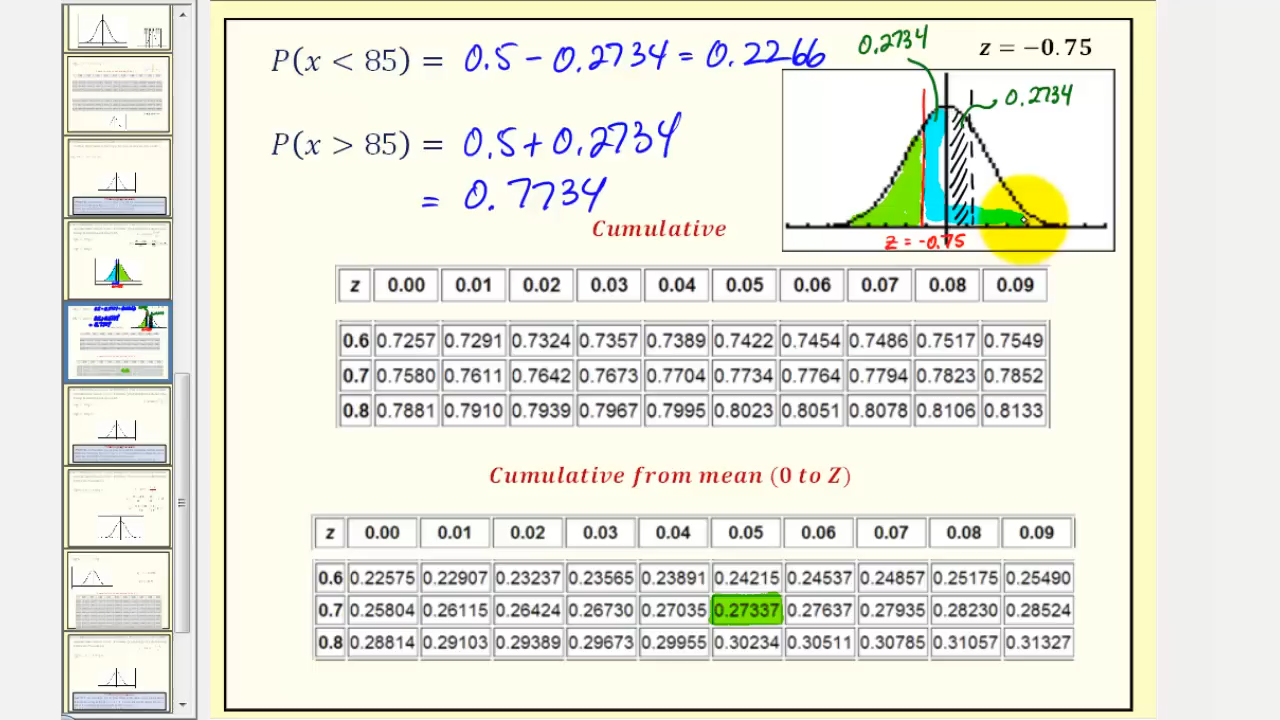 P(x < 85) = 0.5 - 0.2734 = 0.2266
0.2734
z = −0.75
0.2734
P(x > 85) = 0.5 + 0.2734
= 0.7734
z = -0.75
Cumulative
z 0.00 0.01 0.02 0.03 0.04 0.05 0.06 0.07 0.08 0.09
0.6 0.7257 0.7291 0.7324 0.7357 0.7389 0.7422 0.7454 0.7486 0.7517 0.7549
0.7 0.7580 0.7611 0.7642 0.7673 0.7704 0.7734 0.7764 0.7794 0.7823 0.7852
0.8 0.7881 0.7910 0.7939 0.7967 0.7995 0.8023 0.8051 0.8078 0.8106 0.8133
Cumulative from mean (0 to Z)
z 0.00 0.01 0.02 0.03 0.04 0.05 0.06 0.07 0.08 0.09
0.6 0.22575 0.22907 0.23237 0.23565 0.23891 0.24215 0.24537 0.24857 0.25175 0.25490
0.7 0.25804 0.26115 0.26424 0.26730 0.27035 0.27337 0.27637 0.27935 0.28230 0.28524
0.8 0.28814 0.29103 0.29389 0.29673 0.29955 0.30234 0.30511 0.30785 0.31057 0.31327